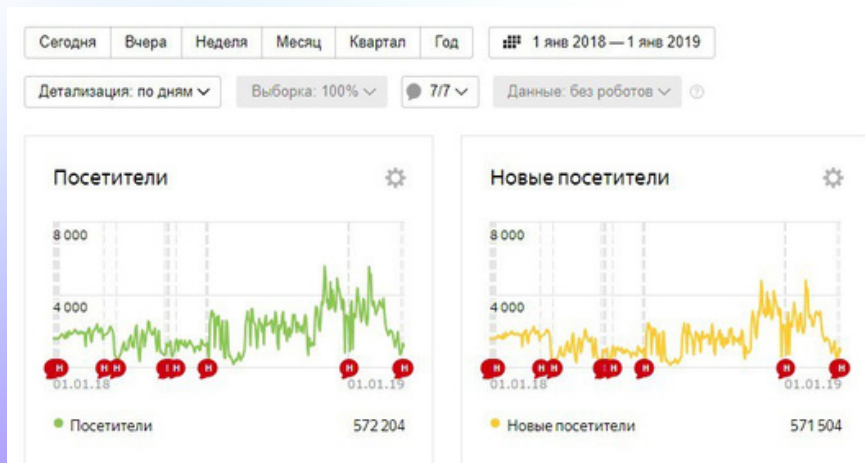 Сегодня Вчера Неделя Месяц Квартал Год 1 янв 2018 — 1 янв 2019
Детализация: по дням Выборка: 100% 7/7 Данные: без роботов ?
Посетители
8 000
4 000
Н Н Н Н Н Н Н
01.01.18 01.01.19
Посетители 572 204
Новые посетители
8 000
4 000
Н Н Н Н Н Н Н
01.01.18 01.01.19
Новые посетители 571 504